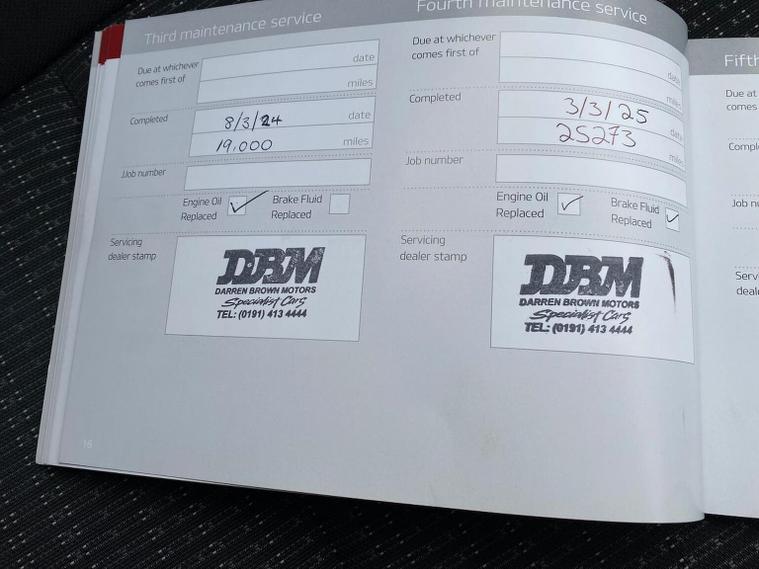 Third maintenance service
Due at whichever
comes first of
date
miles
Completed
8/3/24 date
19,000 miles
Job number
Engine Oil
Replaced
Brake Fluid
Replaced
Servicing
dealer stamp
DBM
DARREN BROWN MOTORS
Specialist Cars
TEL: (0191) 413 4444
16
Fourth maintenance service
Due at whichever
comes first of
date
miles
Completed
3/3/25 date
25273 miles
Job number
Engine Oil
Replaced
Brake Fluid
Replaced
Servicing
dealer stamp
DBM
DARREN BROWN MOTORS
Specialist Cars
TEL: (0191) 413 4444
Fifth
Due at
comes
Compl
Job n
Servi
deal